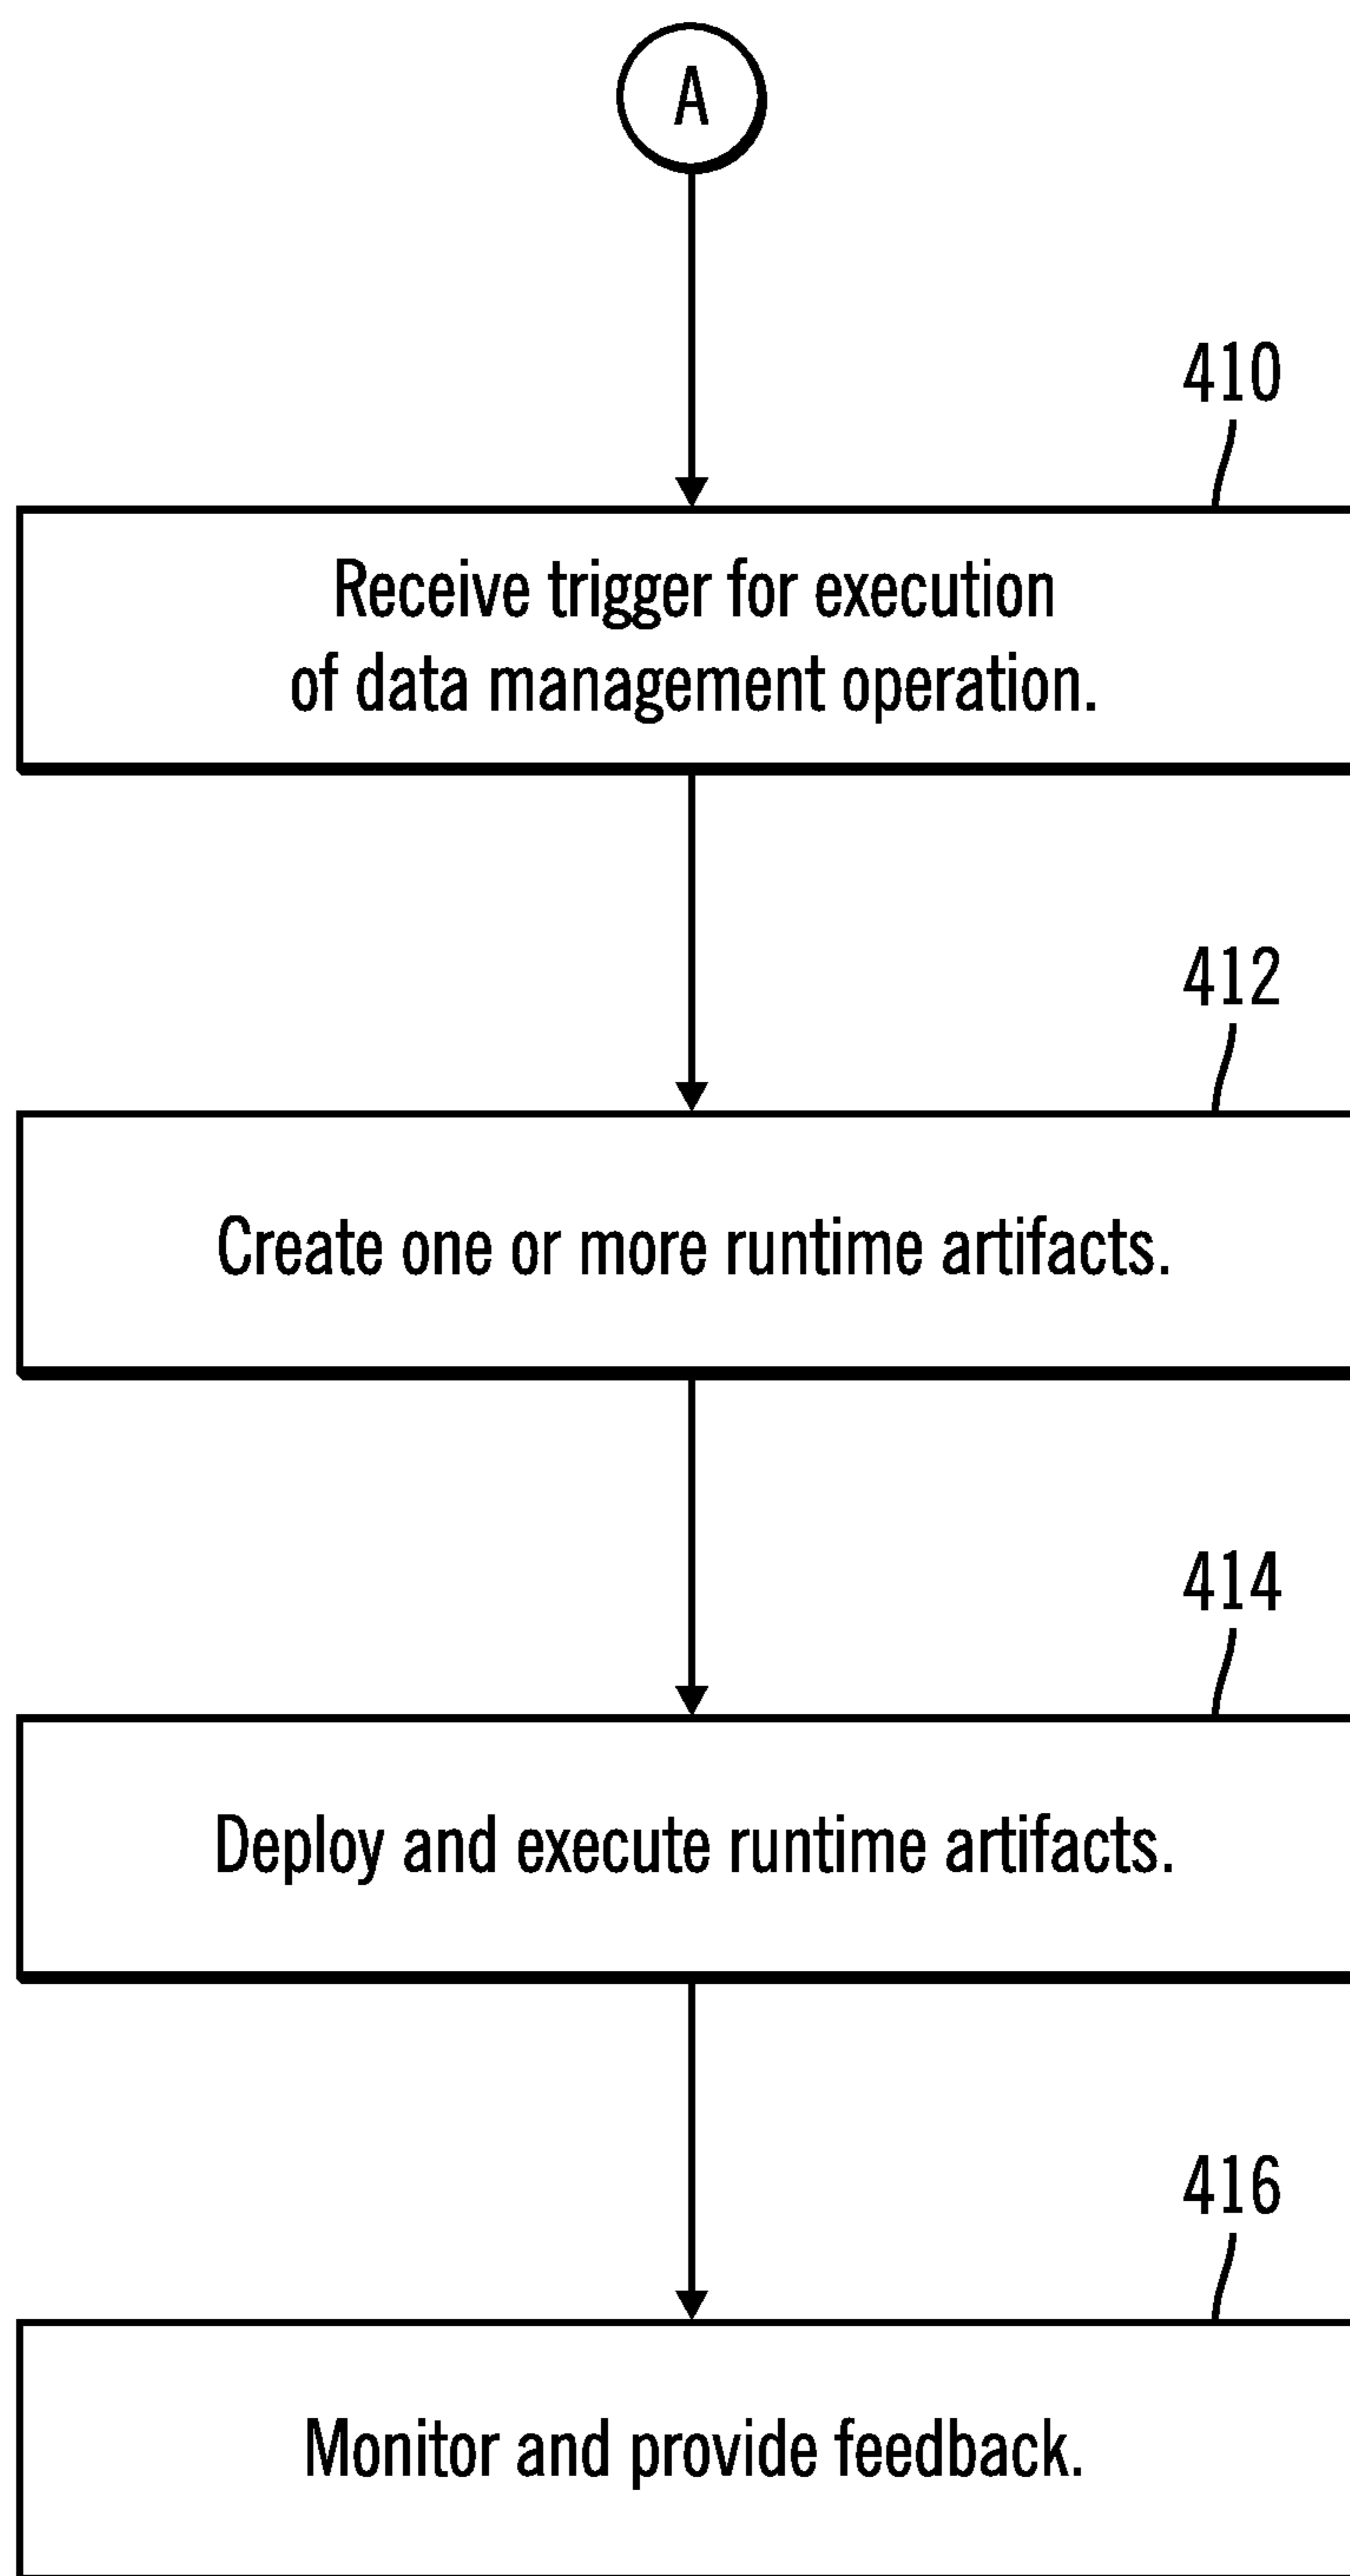 A
410
Receive trigger for execution
of data management operation.
412
Create one or more runtime artifacts.
414
Deploy and execute runtime artifacts.
416
Monitor and provide feedback.